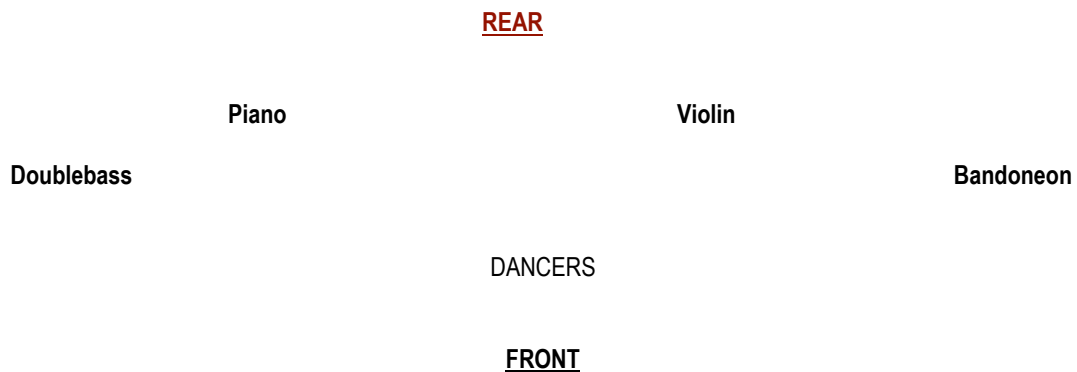 REAR
Piano Violin
Doublebass Bandoneon
DANCERS
FRONT